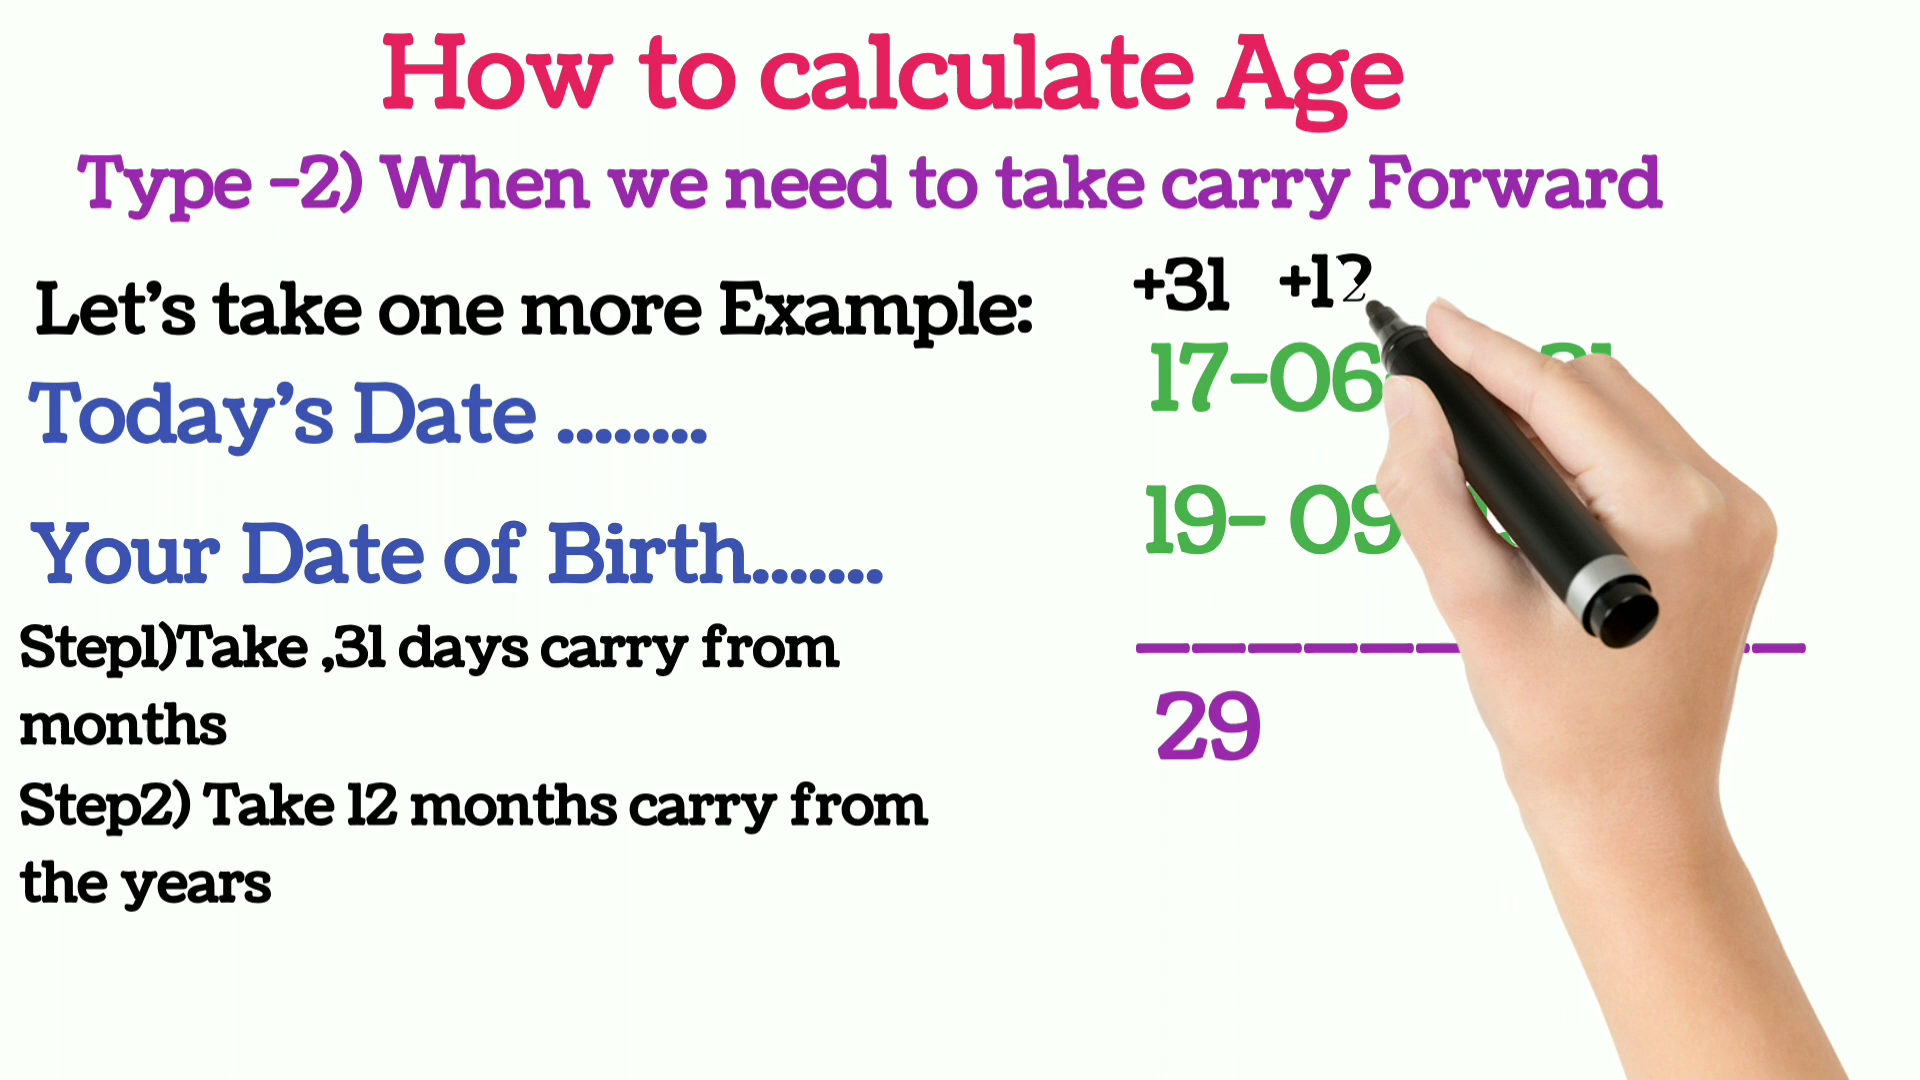 How to calculate Age
Type -2) When we need to take carry Forward
+31 +12
Let's take one more Example:
17-06
Today's Date ........
19- 09
Your Date of Birth.......
Step1)Take ,31 days carry from
months
29
Step2) Take 12 months carry from
the years